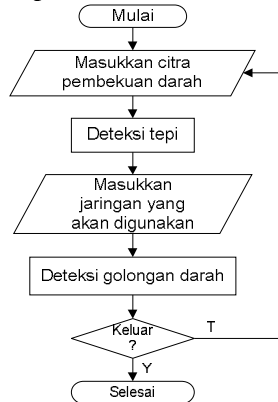 Mulai
Masukkan citra
pembekuan darah
Deteksi tepi
Masukkan
jaringan yang
akan digunakan
Deteksi golongan darah
Keluar
?
T
Y
Selesai